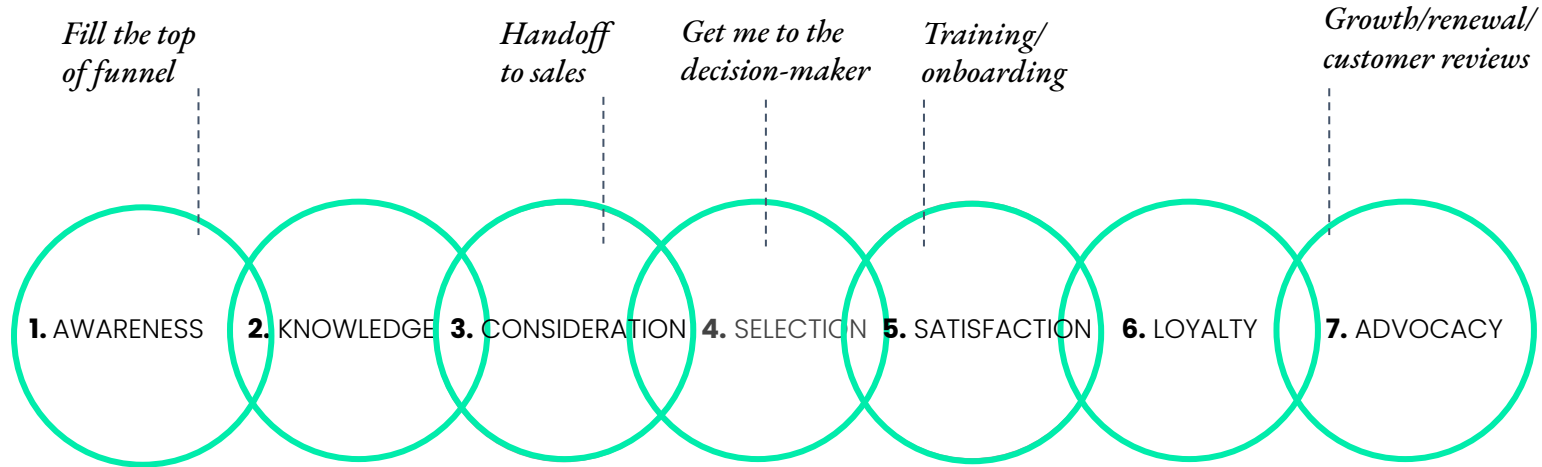 Fill the top
of funnel
Handoff
to sales
Get me to the
decision-maker
Training/
onboarding
Growth/renewal/
customer reviews
1. AWARENESS
2. KNOWLEDGE
3. CONSIDERATION
4. SELECTION
5. SATISFACTION
6. LOYALTY
7. ADVOCACY